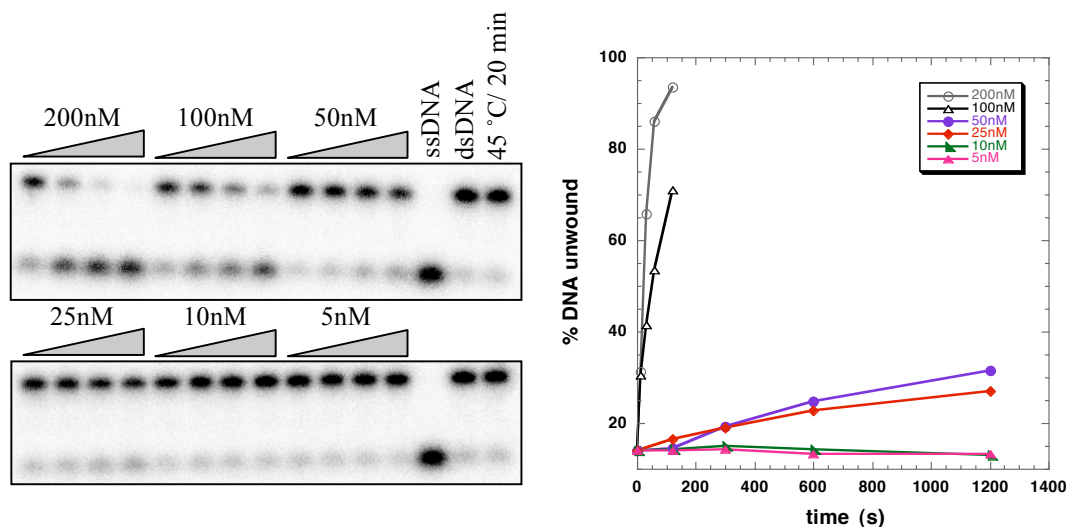 200nM 100nM 50nM ssDNA dsDNA 45 ˚C/ 20 min
25nM 10nM 5nM
% DNA unwound
100
80
60
40
20
200nM
100nM
50nM
25nM
10nM
5nM
0 200 400 600 800 1000 1200 1400
time (s)